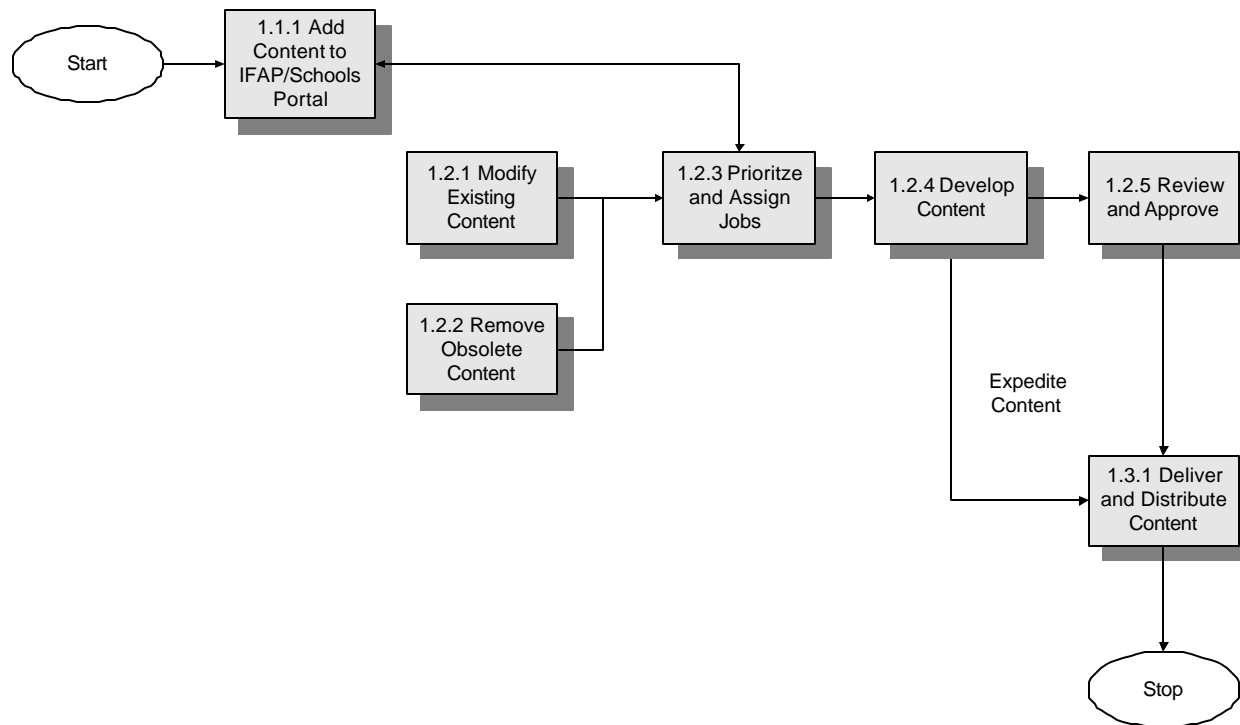 Start
1.1.1 Add
Content to
IFAP/Schools
Portal
1.2.1 Modify
Existing
Content
1.2.3 Prioritze
and Assign
Jobs
1.2.4 Develop
Content
1.2.5 Review
and Approve
1.2.2 Remove
Obsolete
Content
Expedite
Content
1.3.1 Deliver
and Distribute
Content
Stop